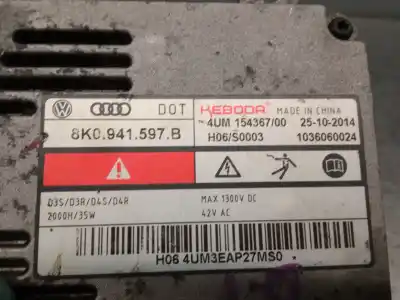 DOT
8K0.941.597.B
KEBODA MADE IN CHINA
4UM 154367/00 25-10-2014
H06/S0003 1036060024
D3S/D3R/D4S/D4R
2000H/35W
MAX 1300V DC
42V AC
H06 4UM3EAP27MS0